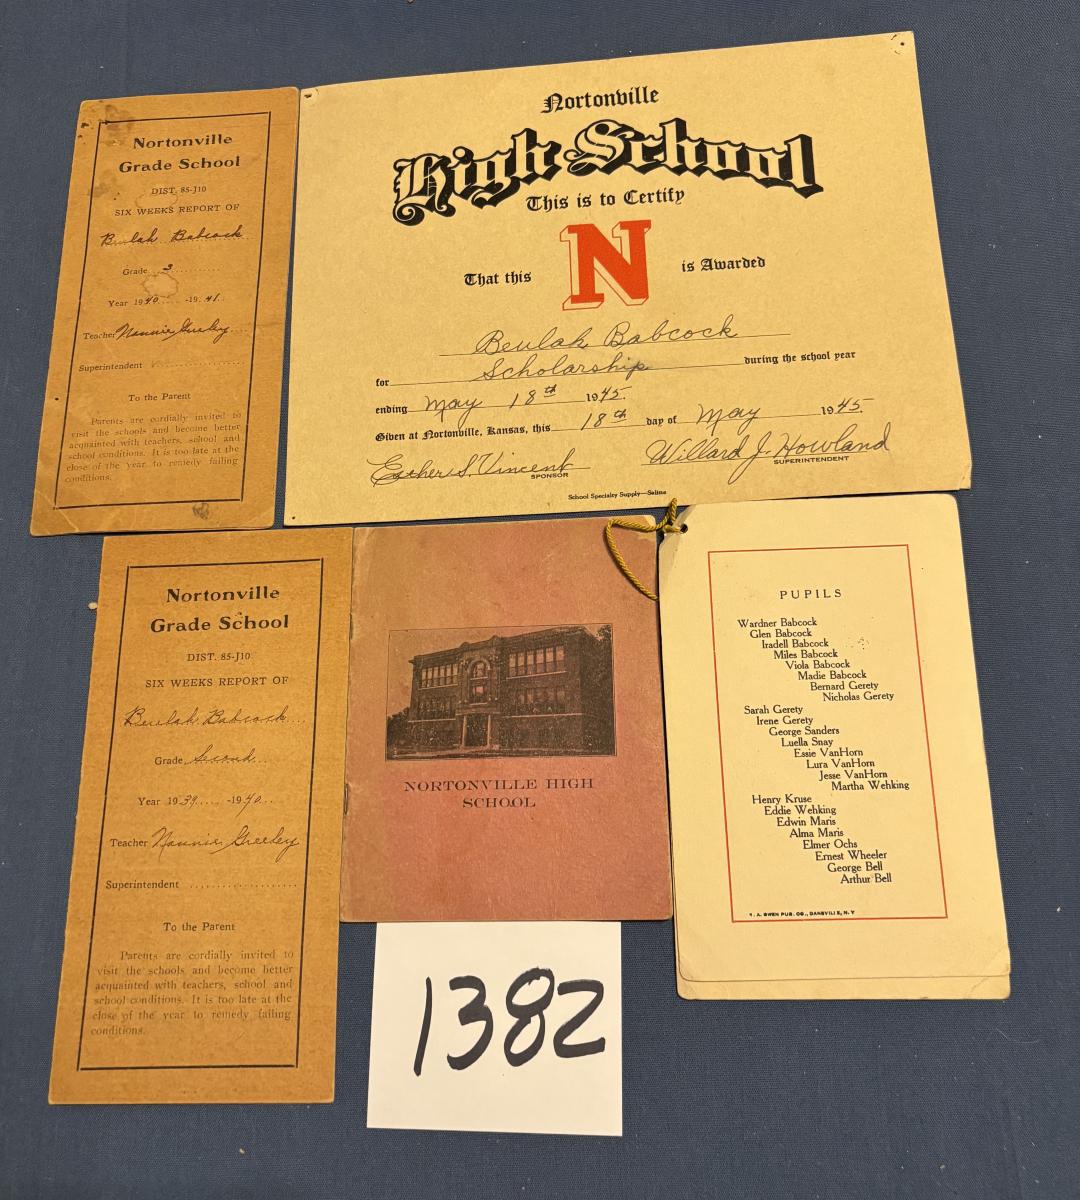 Nortonville
Grade School
DIST. 85-J10
SIX WEEKS REPORT OF
Beulah Babcock
Grade 3
Year 1940 -1941
Teacher Nannie Greeley
Superintendent
To the Parent
Parents are cordially invited to
visit the schools and become better
acquainted with teachers, school and
school conditions. It is too late at the
close of the year to remedy failing
conditions.
Nortonville
High School
This is to Certify
That this N is Awarded
Beulah Babcock
for Scholarship during the school year
ending May 18th 1945.
Given at Nortonville, Kansas, this 18th day of May 1945.
Esther S. Vincent
SPONSOR
Willard J. Howland
SUPERINTENDENT
School Specialty Supply—Salina
Nortonville
Grade School
DIST. 85-J10
SIX WEEKS REPORT OF
Beulah Babcock
Grade Second
Year 1939 -1940
Teacher Nannie Greeley
Superintendent
To the Parent
Parents are cordially invited to
visit the schools and become better
acquainted with teachers, school and
school conditions. It is too late at the
close of the year to remedy failing
conditions.
NORTONVILLE HIGH
SCHOOL
PUPILS
Wardner Babcock
Glen Babcock
Iradell Babcock
Miles Babcock
Viola Babcock
Madie Babcock
Bernard Gerety
Nicholas Gerety
Sarah Gerety
Irene Gerety
George Sanders
Luella Snay
Essie VanHorn
Lura VanHorn
Jesse VanHorn
Martha Wehking
Henry Kruse
Eddie Wehking
Edwin Maris
Alma Maris
Elmer Ochs
Ernest Wheeler
George Bell
Arthur Bell
F. A. OWEN PUB. CO., DANSVILLE, N. Y
1382